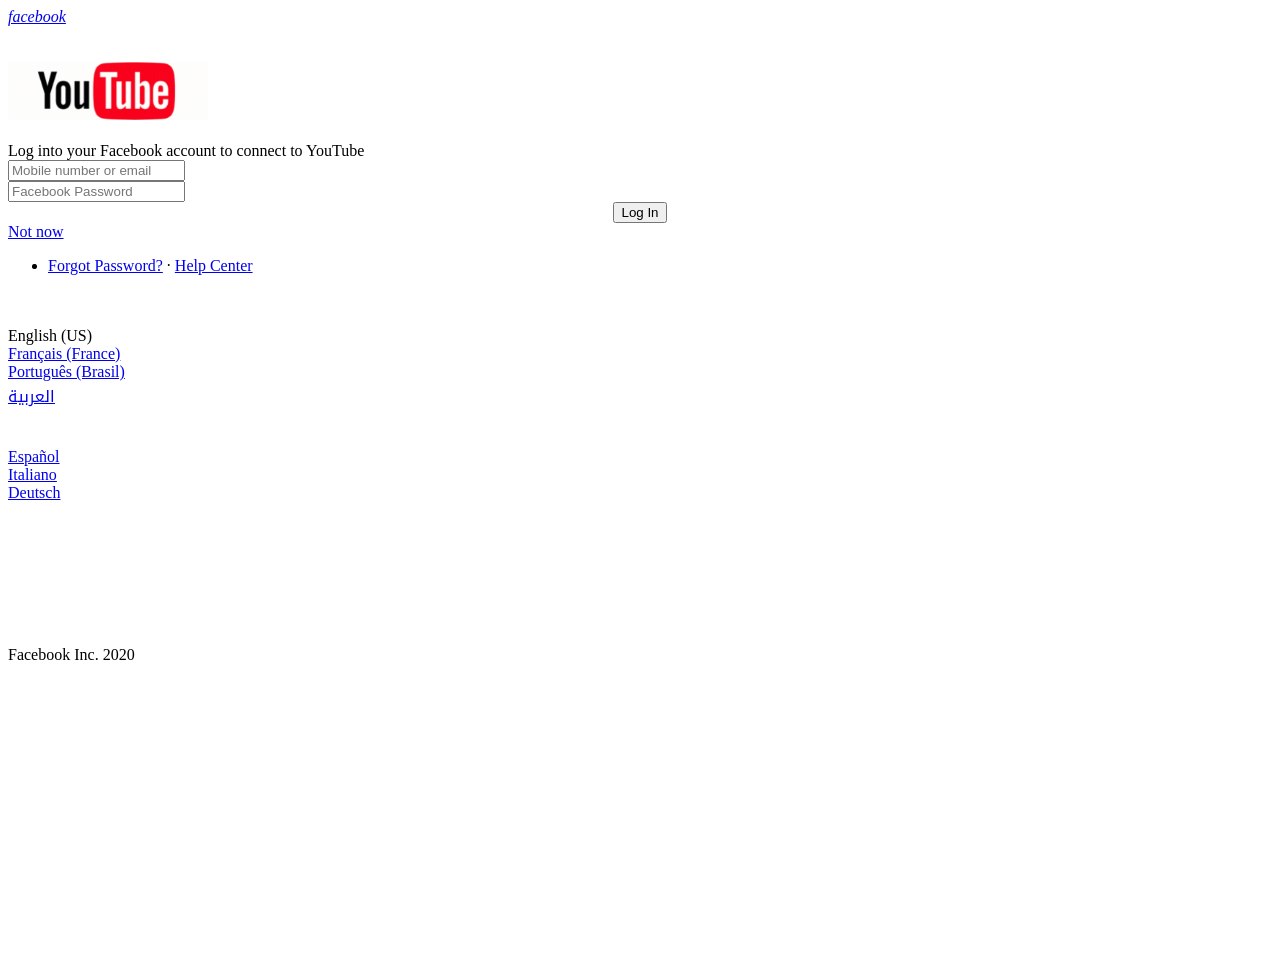 facebook
YouTube
Log into your Facebook account to connect to YouTube
Mobile number or email
Facebook Password
Log In
Not now
Forgot Password? · Help Center
English (US)
Français (France)
Português (Brasil)
العربية
Español
Italiano
Deutsch
Facebook Inc. 2020